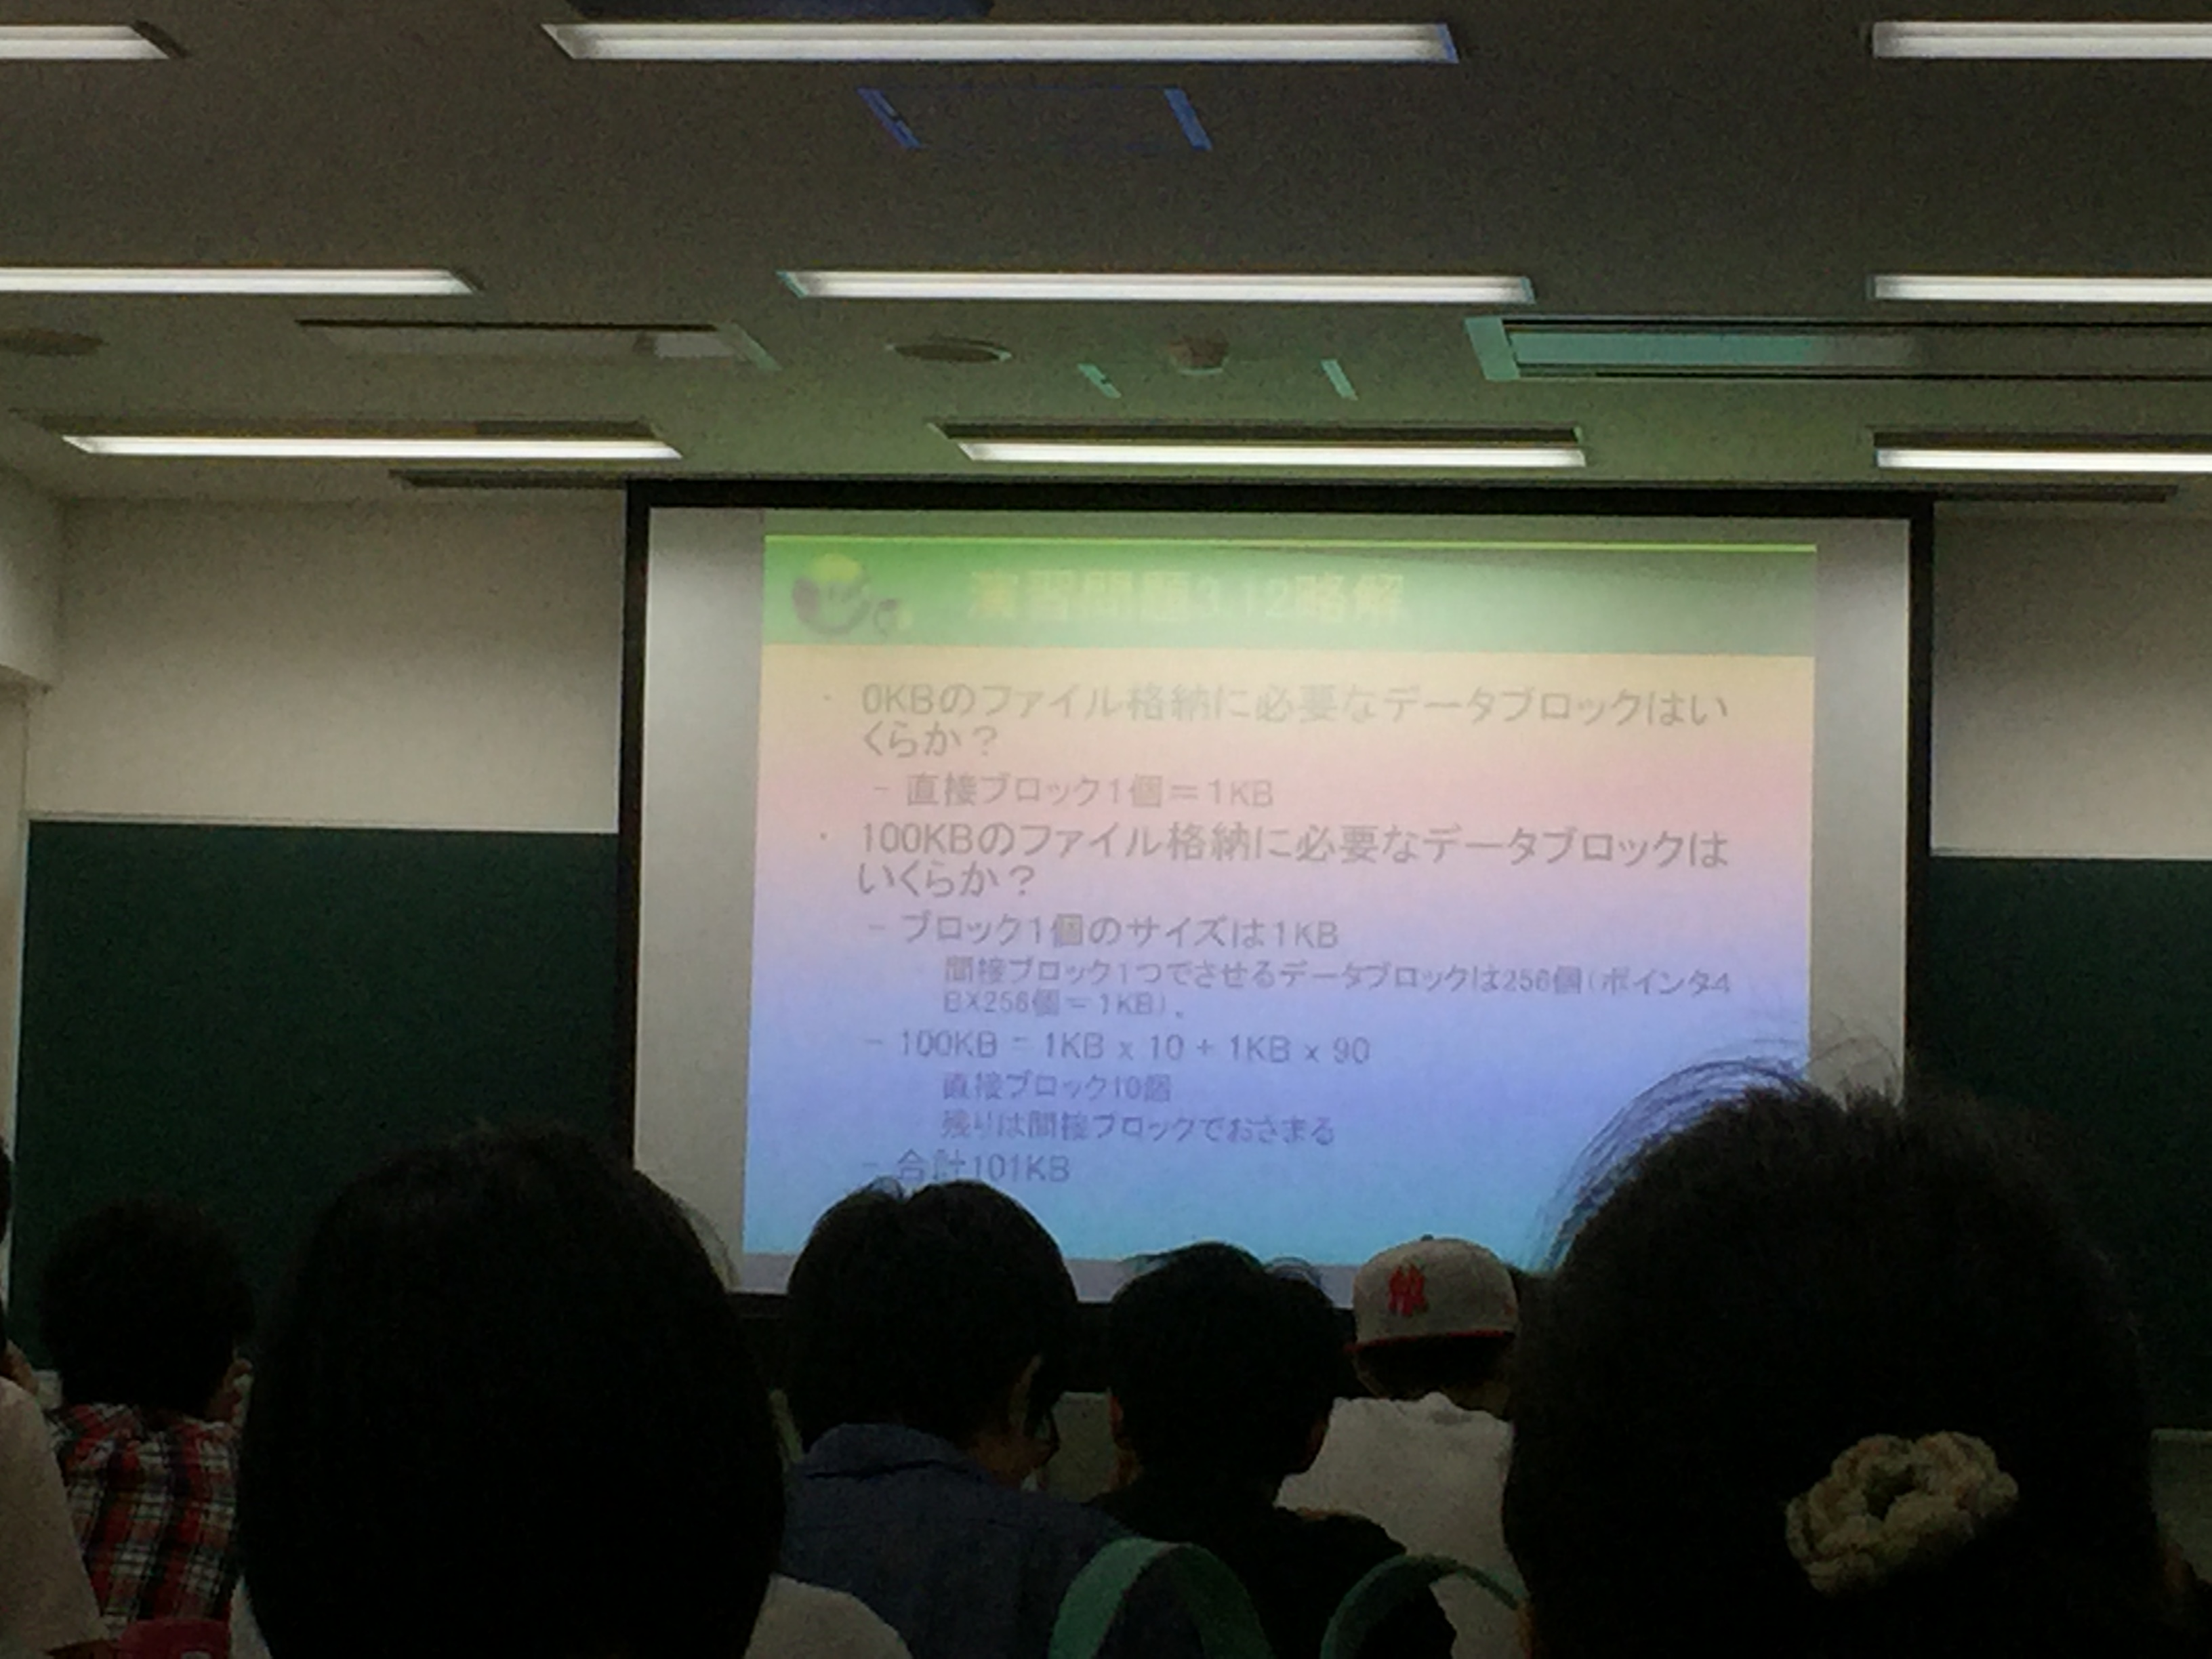 演習問題3.12略解
・ 0KBのファイル格納に必要なデータブロックはい
くらか？
– 直接ブロック1個＝1KB
・ 100KBのファイル格納に必要なデータブロックは
いくらか？
– ブロック1個のサイズは1KB
間接ブロック1つでさせるデータブロックは256個（ポインタ4
B×256個＝1KB）。
– 100KB = 1KB x 10 + 1KB x 90
直接ブロック10個
残りは間接ブロックでおさまる
– 合計101KB